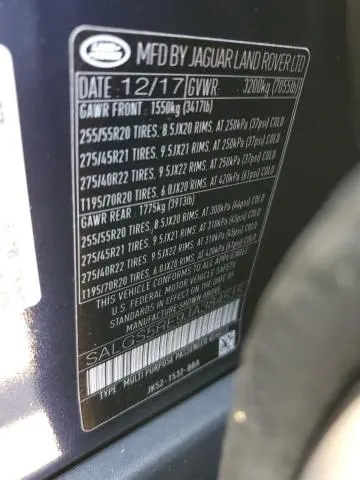 LAND ROVER
MFD BY JAGUAR LAND ROVER LTD
DATE 12/17 GVWR 3200kg (7055lb)
GAWR FRONT: 1550kg (3417lb)
255/55R20 TIRES, 8.5JX20 RIMS, AT 250kPa (37psi) COLD
275/45R21 TIRES, 9.5JX21 RIMS, AT 250kPa (37psi) COLD
275/40R22 TIRES, 9.5JX22 RIMS, AT 250kPa (37psi) COLD
T195/70R20 TIRES, 6.0JX20 RIMS, AT 420kPa (61psi) COLD
GAWR REAR: 1775kg (3913lb)
255/55R20 TIRES, 8.5JX20 RIMS, AT 300kPa (44psi) COLD
275/45R21 TIRES, 9.5JX21 RIMS, AT 310kPa (45psi) COLD
275/40R22 TIRES, 9.5JX22 RIMS, AT 310kPa (45psi) COLD
T195/70R20 TIRES, 6.0JX20 RIMS, AT 420kPa (61psi) COLD
THIS VEHICLE CONFORMS TO ALL APPLICABLE
U.S. FEDERAL MOTOR VEHICLE SAFETY
STANDARDS IN EFFECT ON THE
DATE OF MANUFACTURE SHOWN ABOVE
TYPE: MULTI PURPOSE PASSENGER